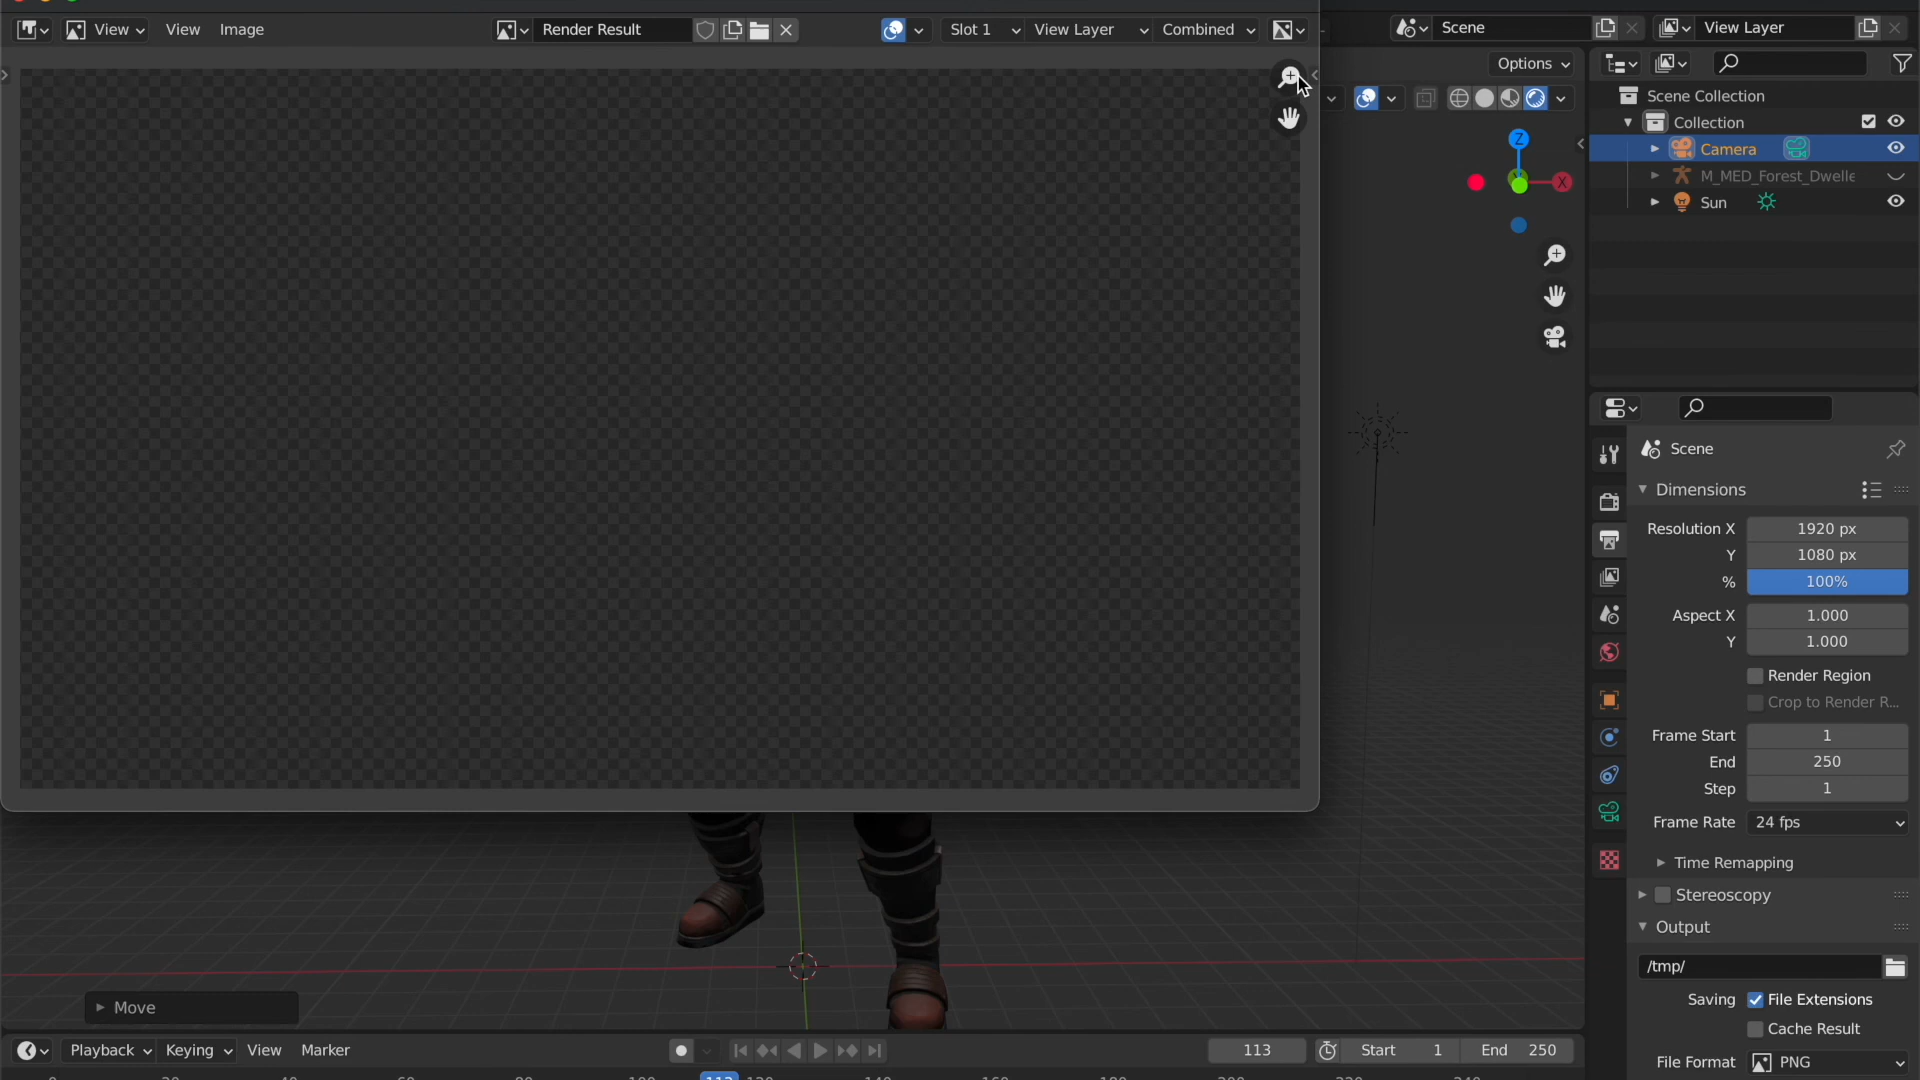 View View Image Render Result Slot 1 View Layer Combined
Scene View Layer
Options
Scene Collection
Collection
Camera
M_MED_Forest_Dwelle
Sun
Z
X
Scene
Dimensions
Resolution X 1920 px
Y 1080 px
% 100%
Aspect X 1.000
Y 1.000
Render Region
Crop to Render R...
Frame Start 1
End 250
Step 1
Frame Rate 24 fps
Time Remapping
Stereoscopy
Output
/tmp/
Saving File Extensions
Cache Result
File Format PNG
Move
Playback Keying View Marker 113 Start 1 End 250